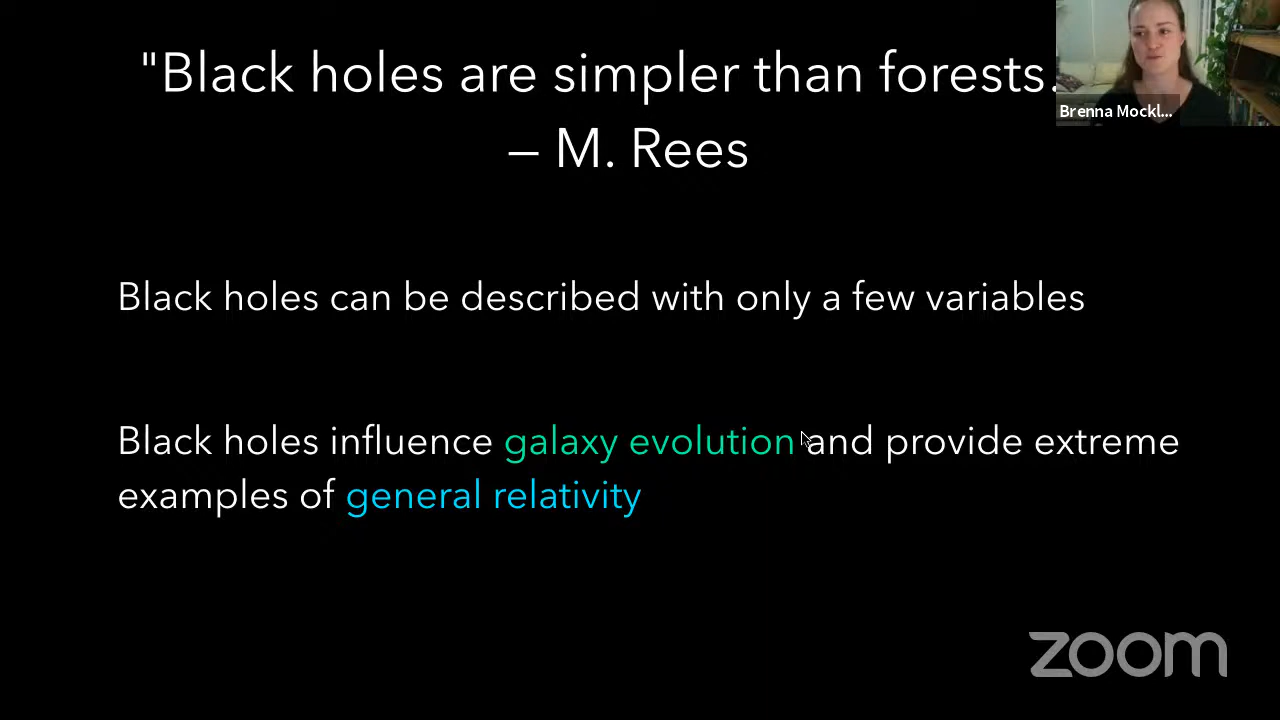 "Black holes are simpler than forests.
— M. Rees
Brenna Mockl...
Black holes can be described with only a few variables
Black holes influence galaxy evolution and provide extreme
examples of general relativity
zoom